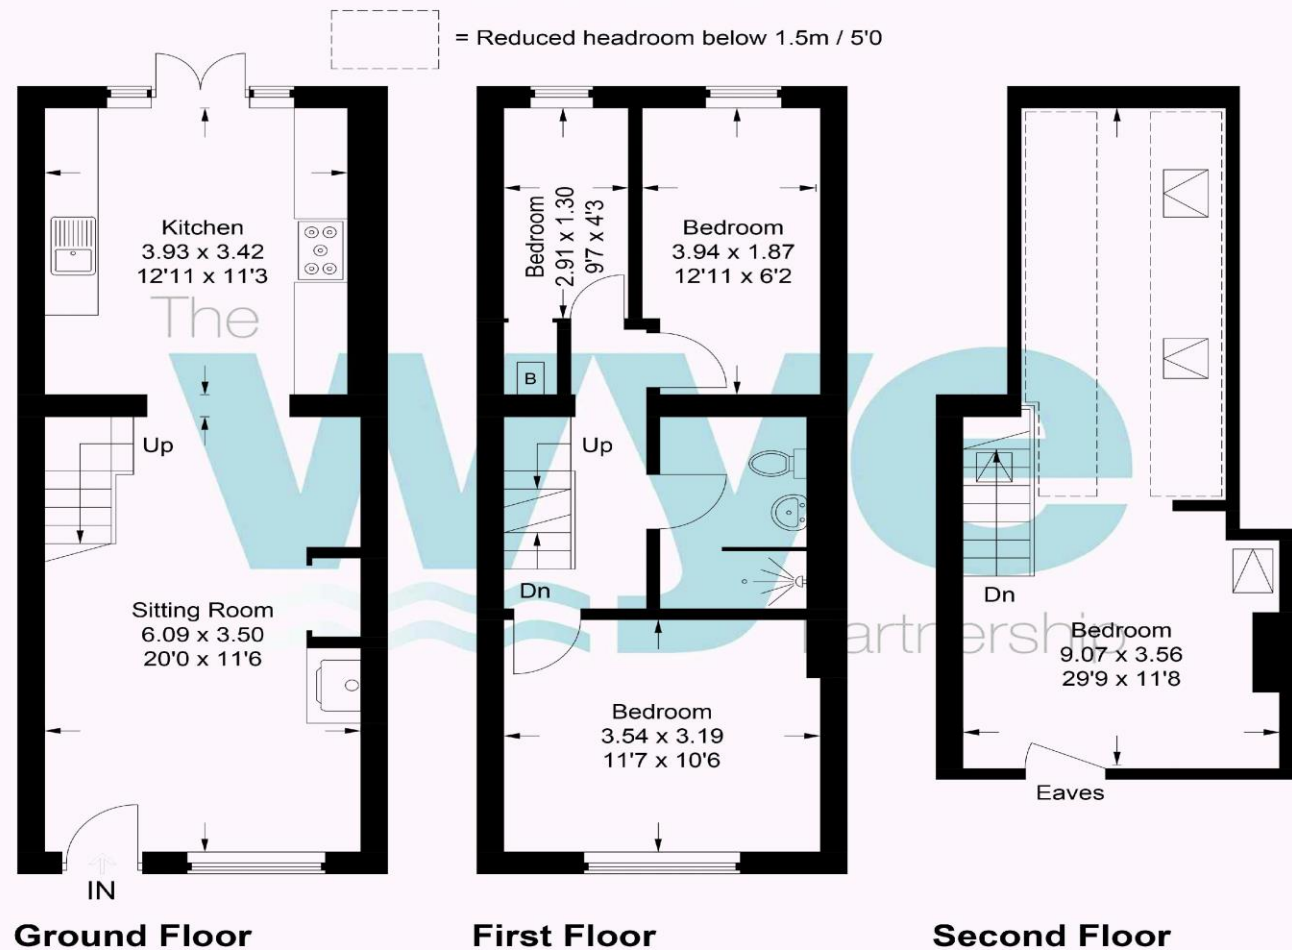 = Reduced headroom below 1.5m / 5'0
Kitchen
3.93 x 3.42
12'11 x 11'3
Up
Sitting Room
6.09 x 3.50
20'0 x 11'6
IN
Ground Floor
Bedroom
2.91 x 1.30
9'7 x 4'3
Bedroom
3.94 x 1.87
12'11 x 6'2
B
Up
Dn
Bedroom
3.54 x 3.19
11'7 x 10'6
First Floor
Dn
Bedroom
9.07 x 3.56
29'9 x 11'8
Eaves
Second Floor
The
wye
Partnership